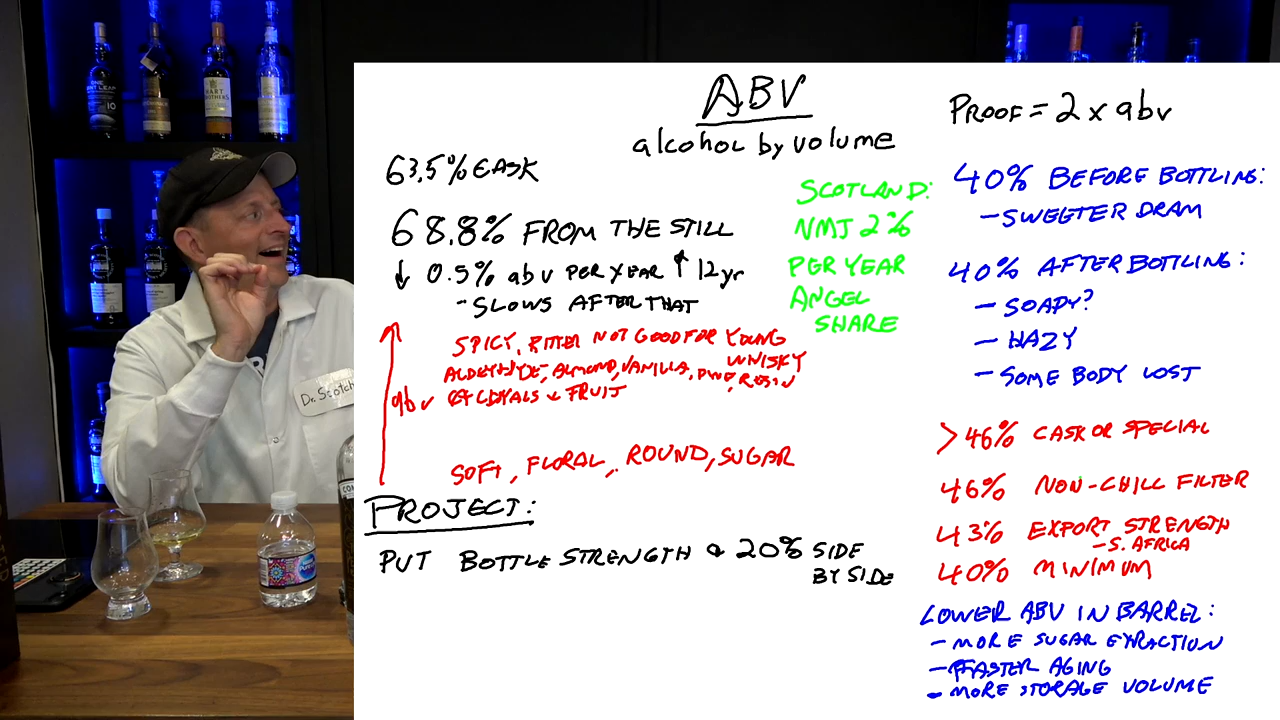 ABV
alcohol by volume
63.5% CASK
68.8% FROM THE STILL
↓ 0.5% abv PER YEAR ↑ 12yr
- SLOWS AFTER THAT
SPICY, BITTER NOT GOOD FOR YOUNG
WHISKY
ALDEHYDE, ALMOND, VANILLA,
& FRUIT
abv
SOFT, FLORAL, ROUND, SUGAR
SCOTLAND:
NMT 2%
PER YEAR
ANGEL
SHARE
PROJECT:
PUT BOTTLE STRENGTH & 20% SIDE
BY SIDE
PROOF = 2 x abv
40% BEFORE BOTTLING:
- SWEETER DRAM
40% AFTER BOTTLING:
- SOAPY?
- HAZY
- SOME BODY LOST
>46% CASK OR SPECIAL
46% NON-CHILL FILTER
43% EXPORT STRENGTH
- S. AFRICA
40% MINIMUM
LOWER ABV IN BARREL:
- MORE SUGAR EXTRACTION
- FASTER AGING
- MORE STORAGE VOLUME
Dr. Scotch
10